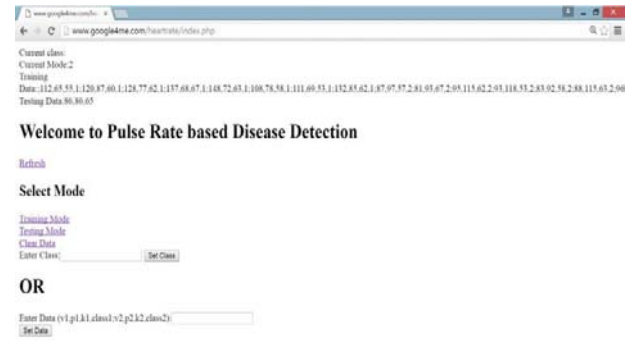 www.google4me.com/he
www.google4me.com/heartrate/index.php
Current class:
Current Mode:2
Training
Data:112,65,55,1:120,87,60,1:128,77,62,1:137,68,67,1:148,72,63,1:108,78,58,1:111,69,53,1:132,85,62,1:87,97,57,2:81,93,67,2:95,115,62,2:93,118,53,2:83,92,58,2:88,115,63,2:96
Testing Data:86,80,65
Welcome to Pulse Rate based Disease Detection
Refresh
Select Mode
Training Mode
Testing Mode
Clear Data
Enter Class: Set Class
OR
Enter Data (v1,p1,k1,class1:v2,p2,k2,class2):
Set Data